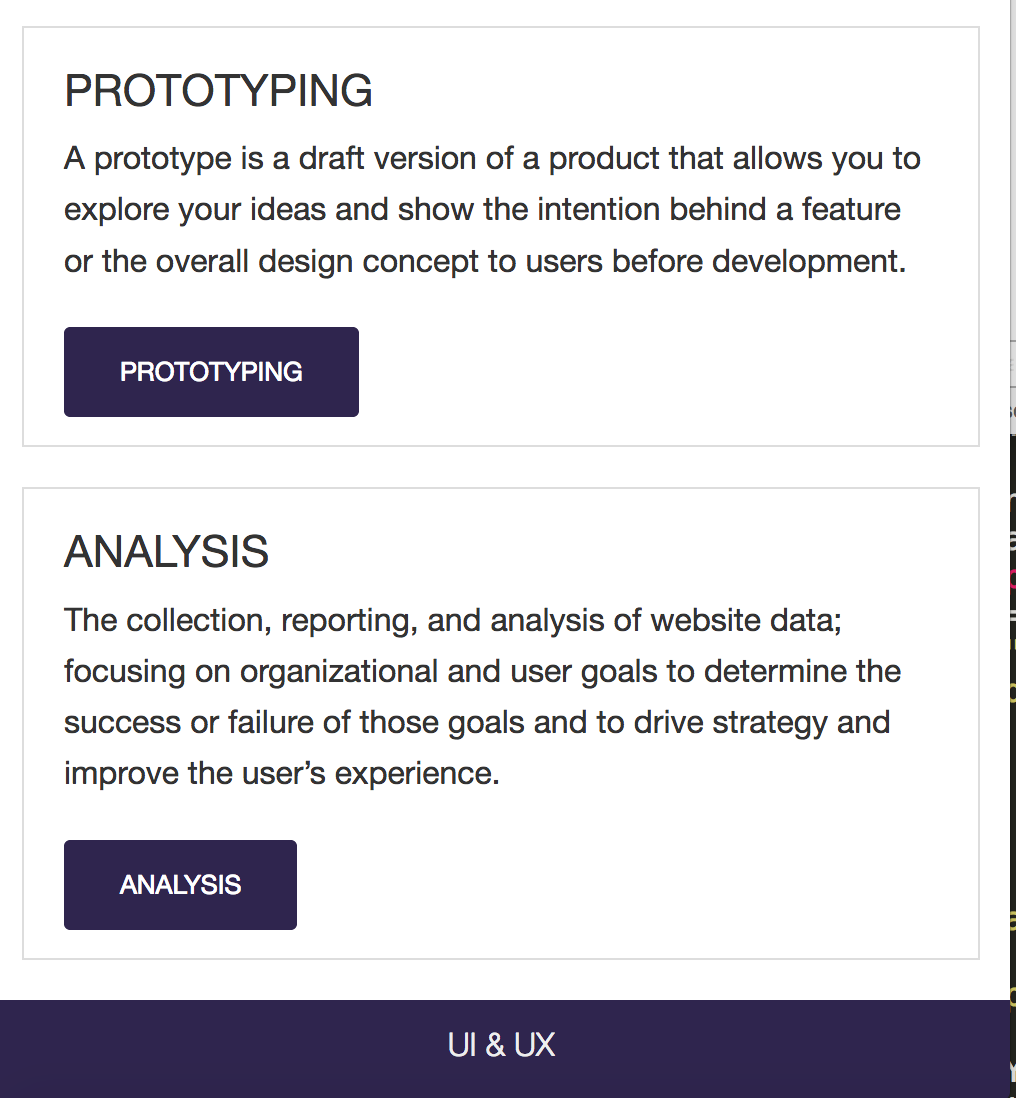 PROTOTYPING
A prototype is a draft version of a product that allows you to
explore your ideas and show the intention behind a feature
or the overall design concept to users before development.
PROTOTYPING
ANALYSIS
The collection, reporting, and analysis of website data;
focusing on organizational and user goals to determine the
success or failure of those goals and to drive strategy and
improve the user’s experience.
ANALYSIS
UI & UX